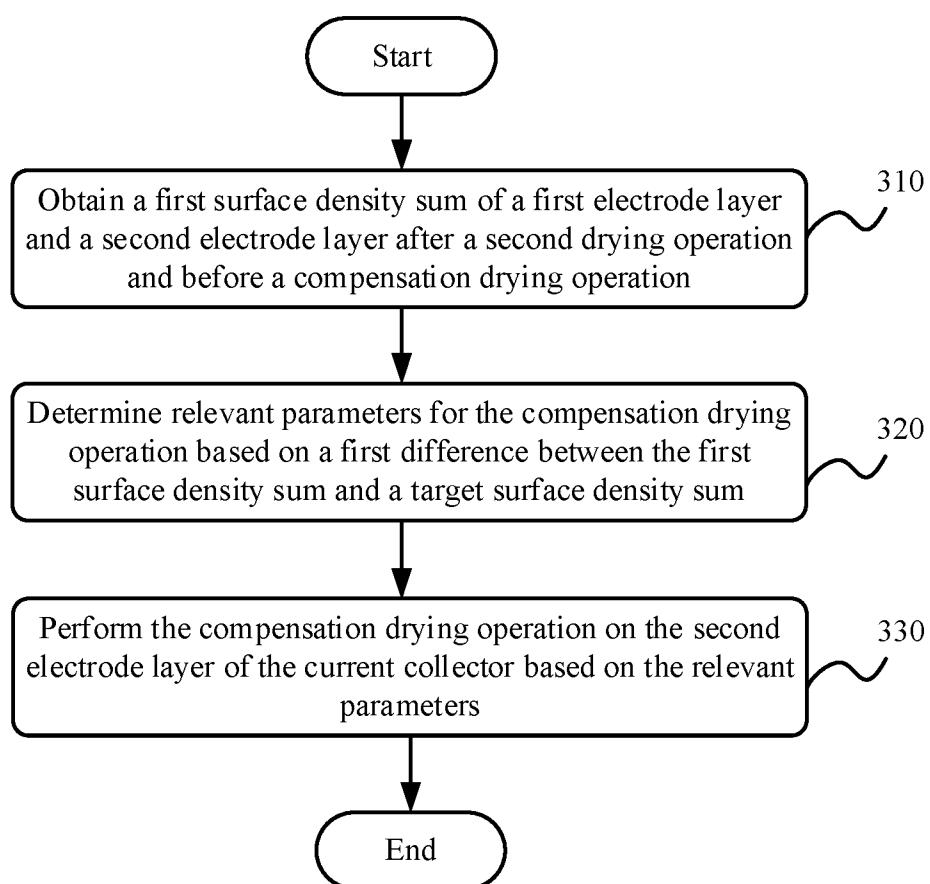 Start
Obtain a first surface density sum of a first electrode layer
and a second electrode layer after a second drying operation
and before a compensation drying operation
310
Determine relevant parameters for the compensation drying
operation based on a first difference between the first
surface density sum and a target surface density sum
320
Perform the compensation drying operation on the second
electrode layer of the current collector based on the relevant
parameters
330
End